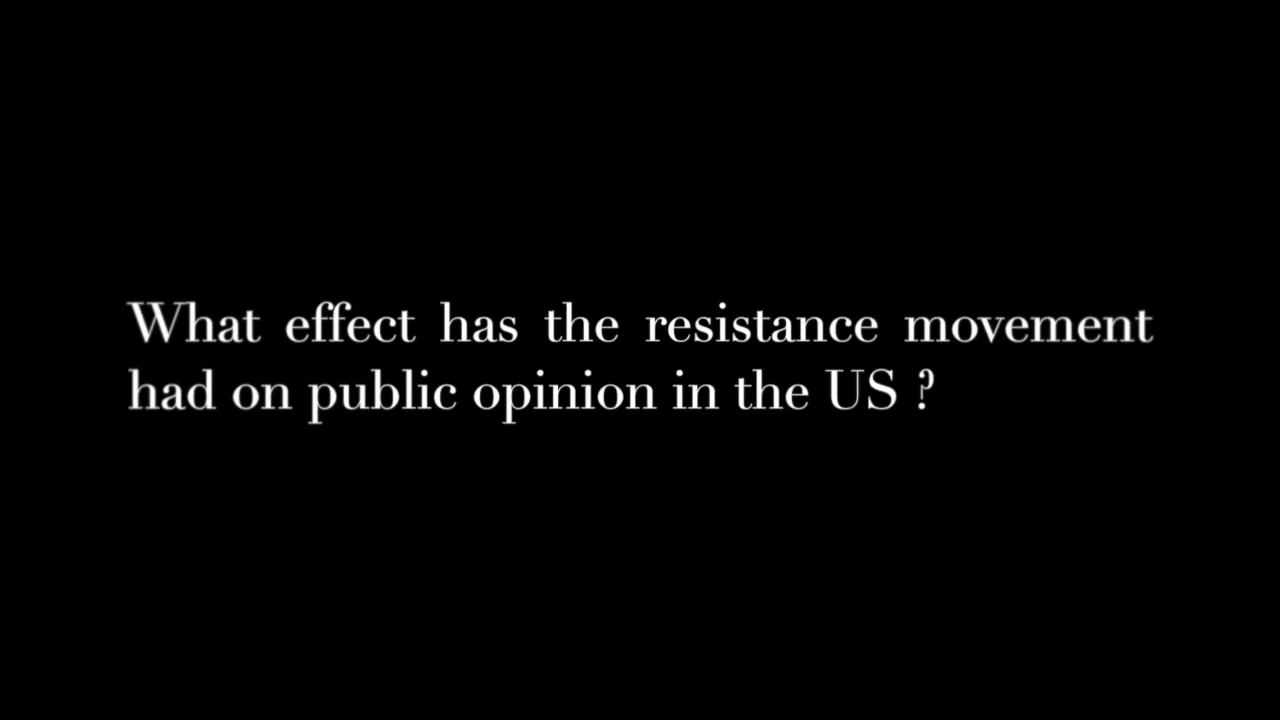 What effect has the resistance movement
had on public opinion in the US ?